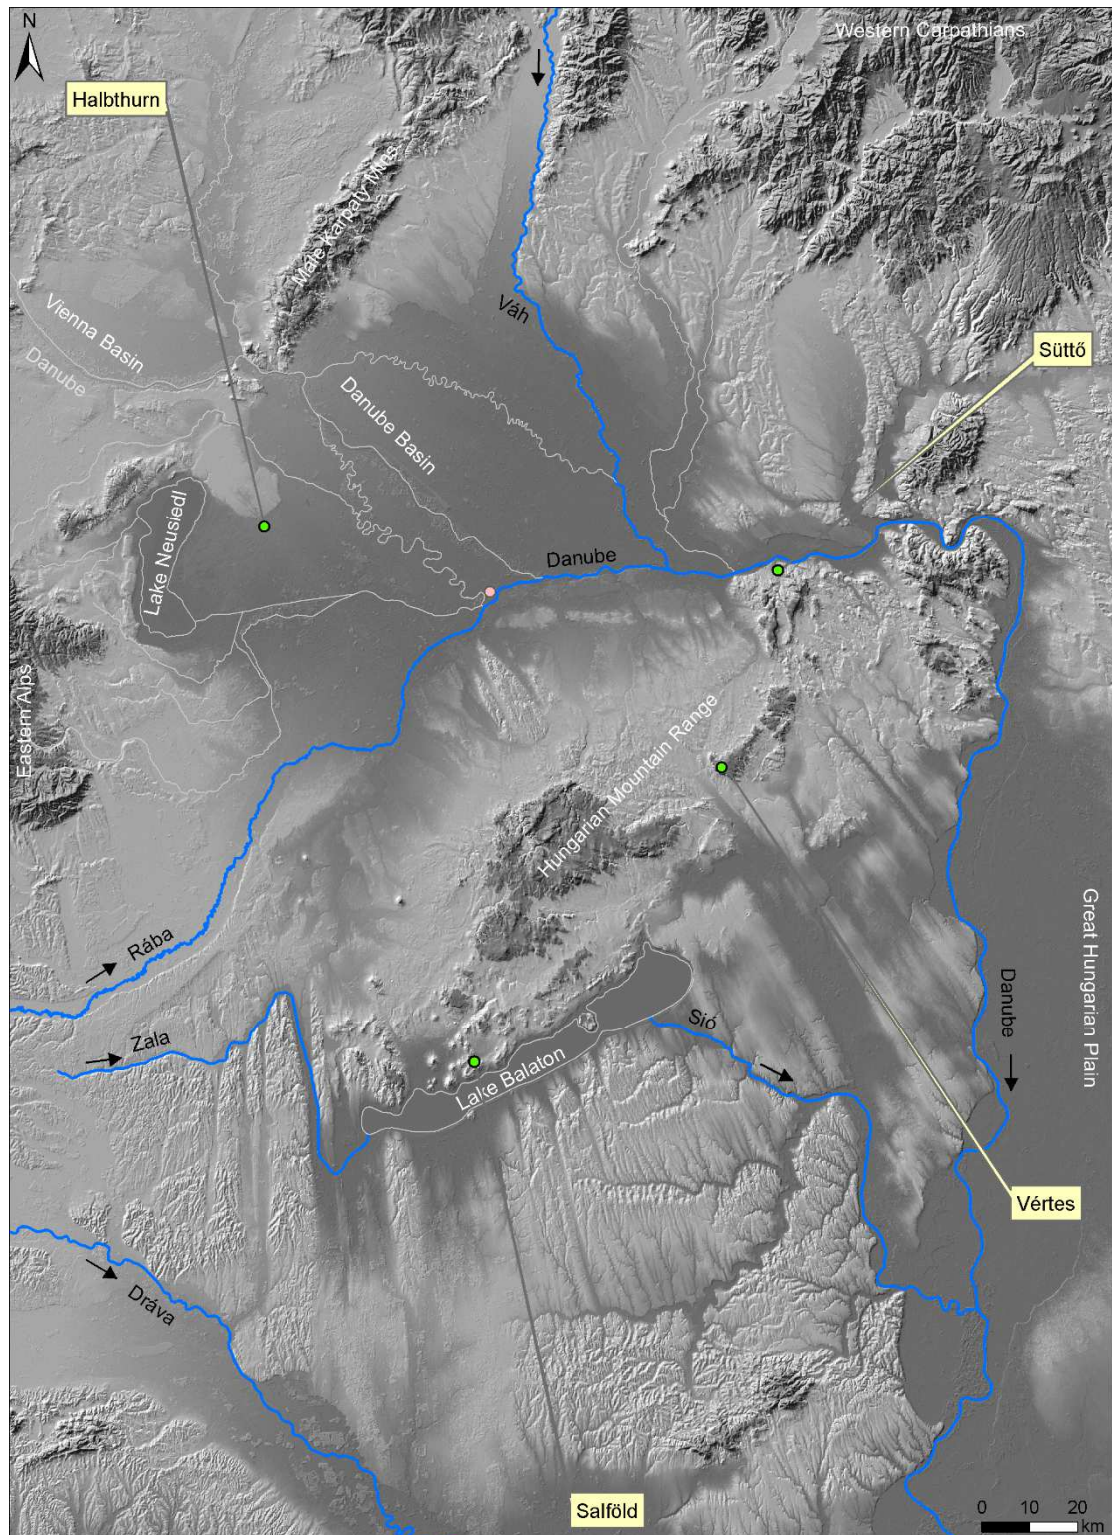 N
Western Carpathians
Halbthurn
Male Karpaty Mts.
Váh
Vienna Basin
Danube
Süttő
Danube Basin
Lake Neusiedl
Danube
Eastern Alps
Hungarian Mountain Range
Great Hungarian Plain
Rába
Danube
Sió
Zala
Lake Balaton
Vértes
Dráva
Salföld
0 10 20
km